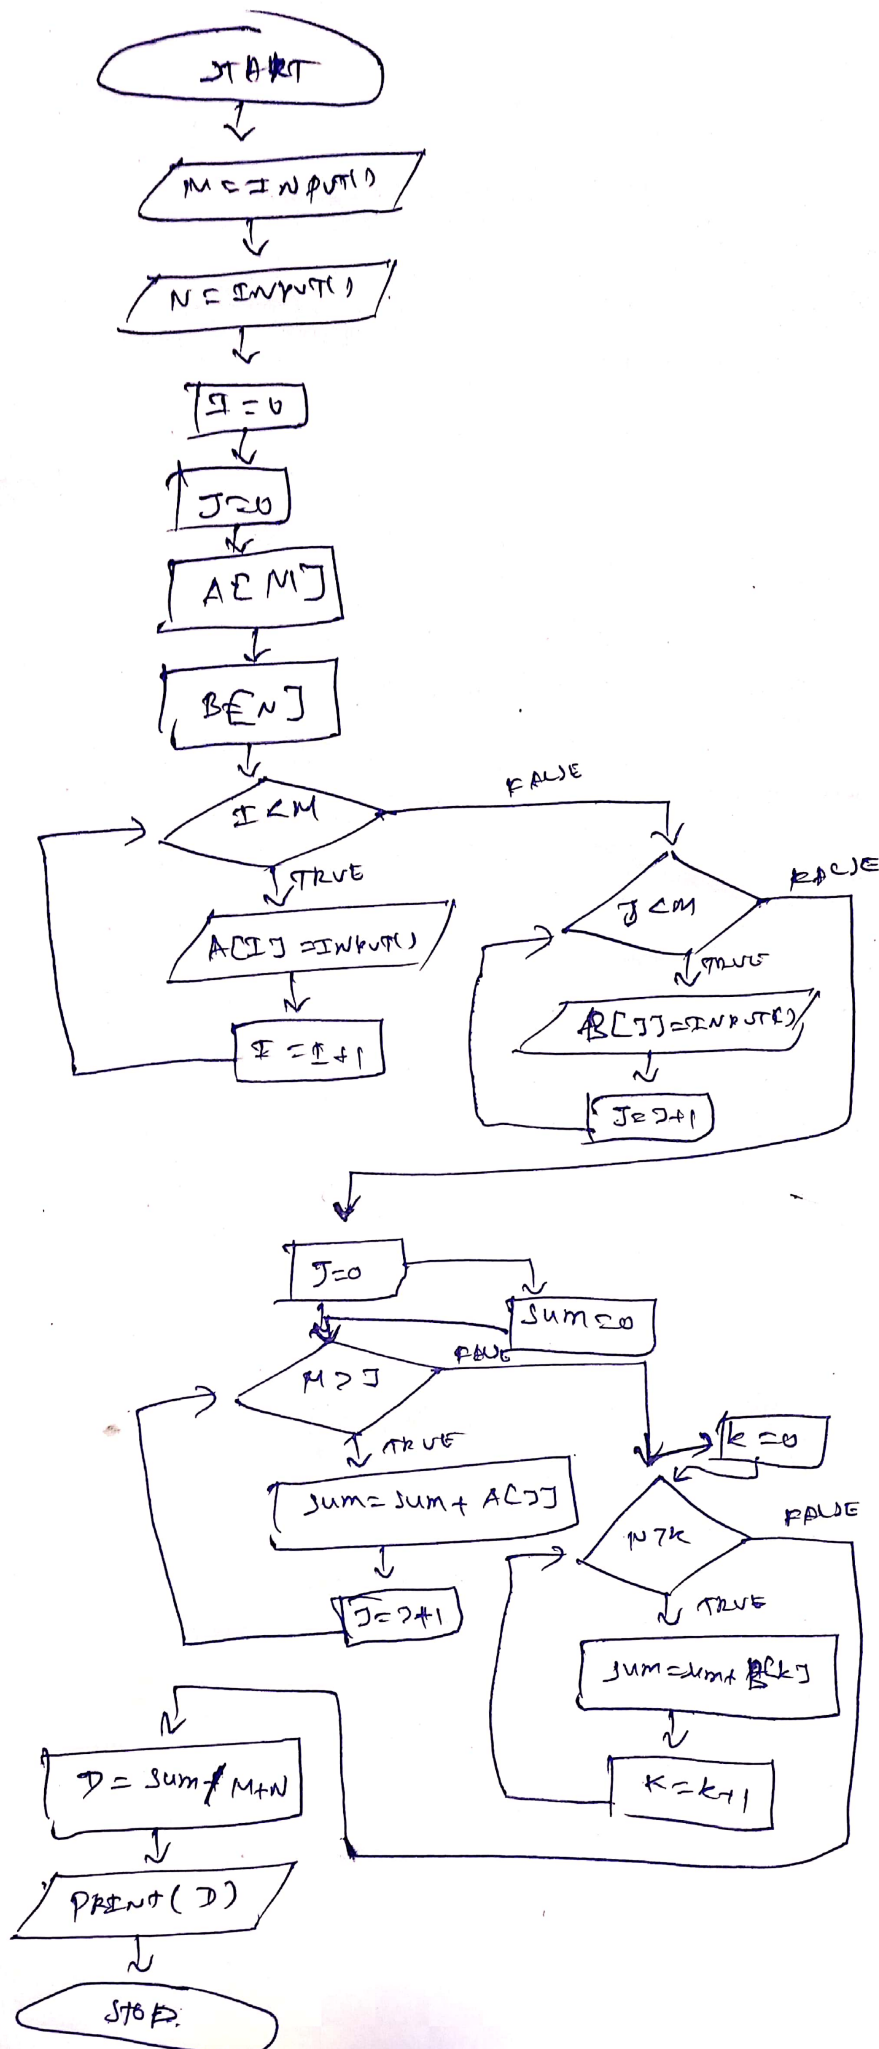 START
M = INPUT()
N = INPUT()
I = 0
J = 0
A[M]
B[N]
I < M
FALSE
TRUE
A[I] = INPUT()
I = I + 1
J < M
FALSE
TRUE
B[J] = INPUT()
J = J + 1
J = 0
SUM = 0
M > J
FALSE
TRUE
SUM = SUM + A[J]
J = J + 1
K = 0
N > K
FALSE
TRUE
SUM = SUM + B[K]
K = K + 1
D = SUM / M + N
PRINT(D)
STOP.